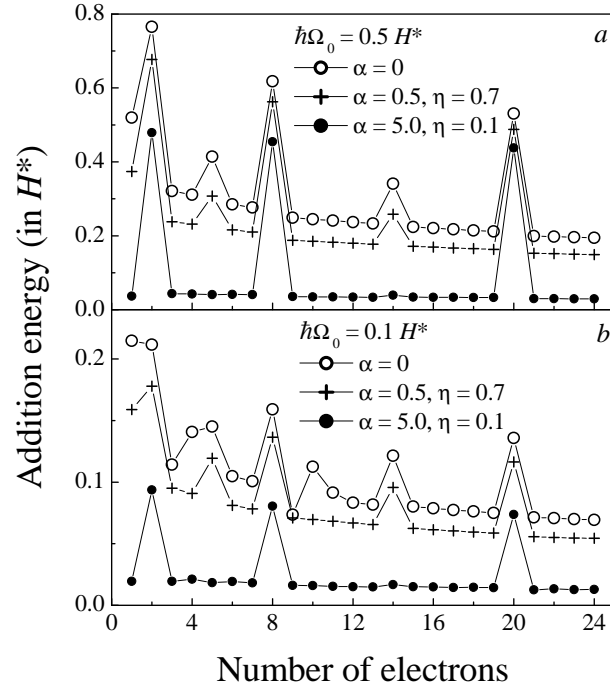 0.8
ħΩ₀ = 0.5 H*
a
α = 0
0.6
α = 0.5, η = 0.7
α = 5.0, η = 0.1
0.4
0.2
0.0
ħΩ₀ = 0.1 H*
b
α = 0
0.2
α = 0.5, η = 0.7
α = 5.0, η = 0.1
0.1
0.0
0 4 8 12 16 20 24
Addition energy (in H*)
Number of electrons